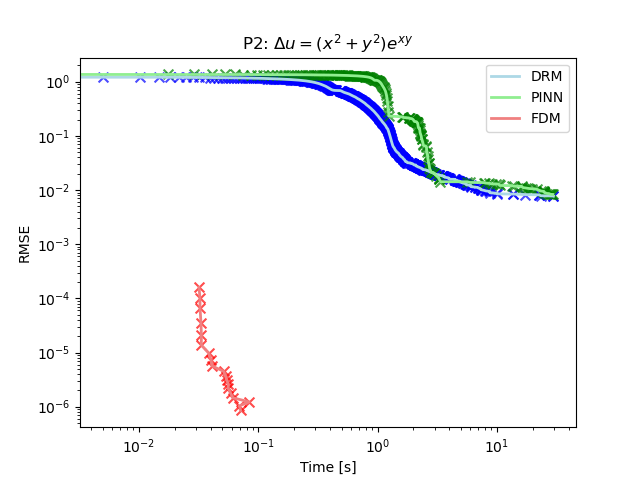 P2: Δu = (x² + y²)eˣʸ
DRM
PINN
FDM
10⁰
10⁻¹
10⁻²
10⁻³
10⁻⁴
10⁻⁵
10⁻⁶
RMSE
10⁻² 10⁻¹ 10⁰ 10¹
Time [s]